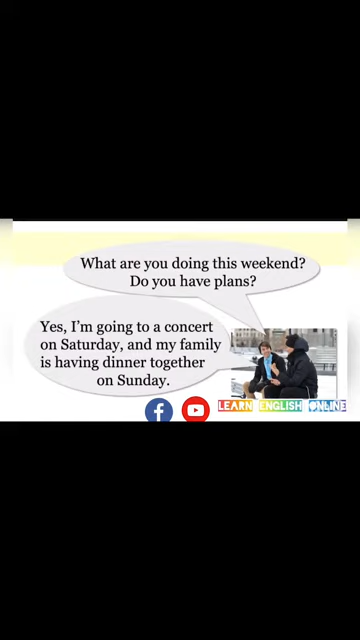 What are you doing this weekend?
Do you have plans?
Yes, I'm going to a concert
on Saturday, and my family
is having dinner together
on Sunday.
LEARN ENGLISH ONLINE